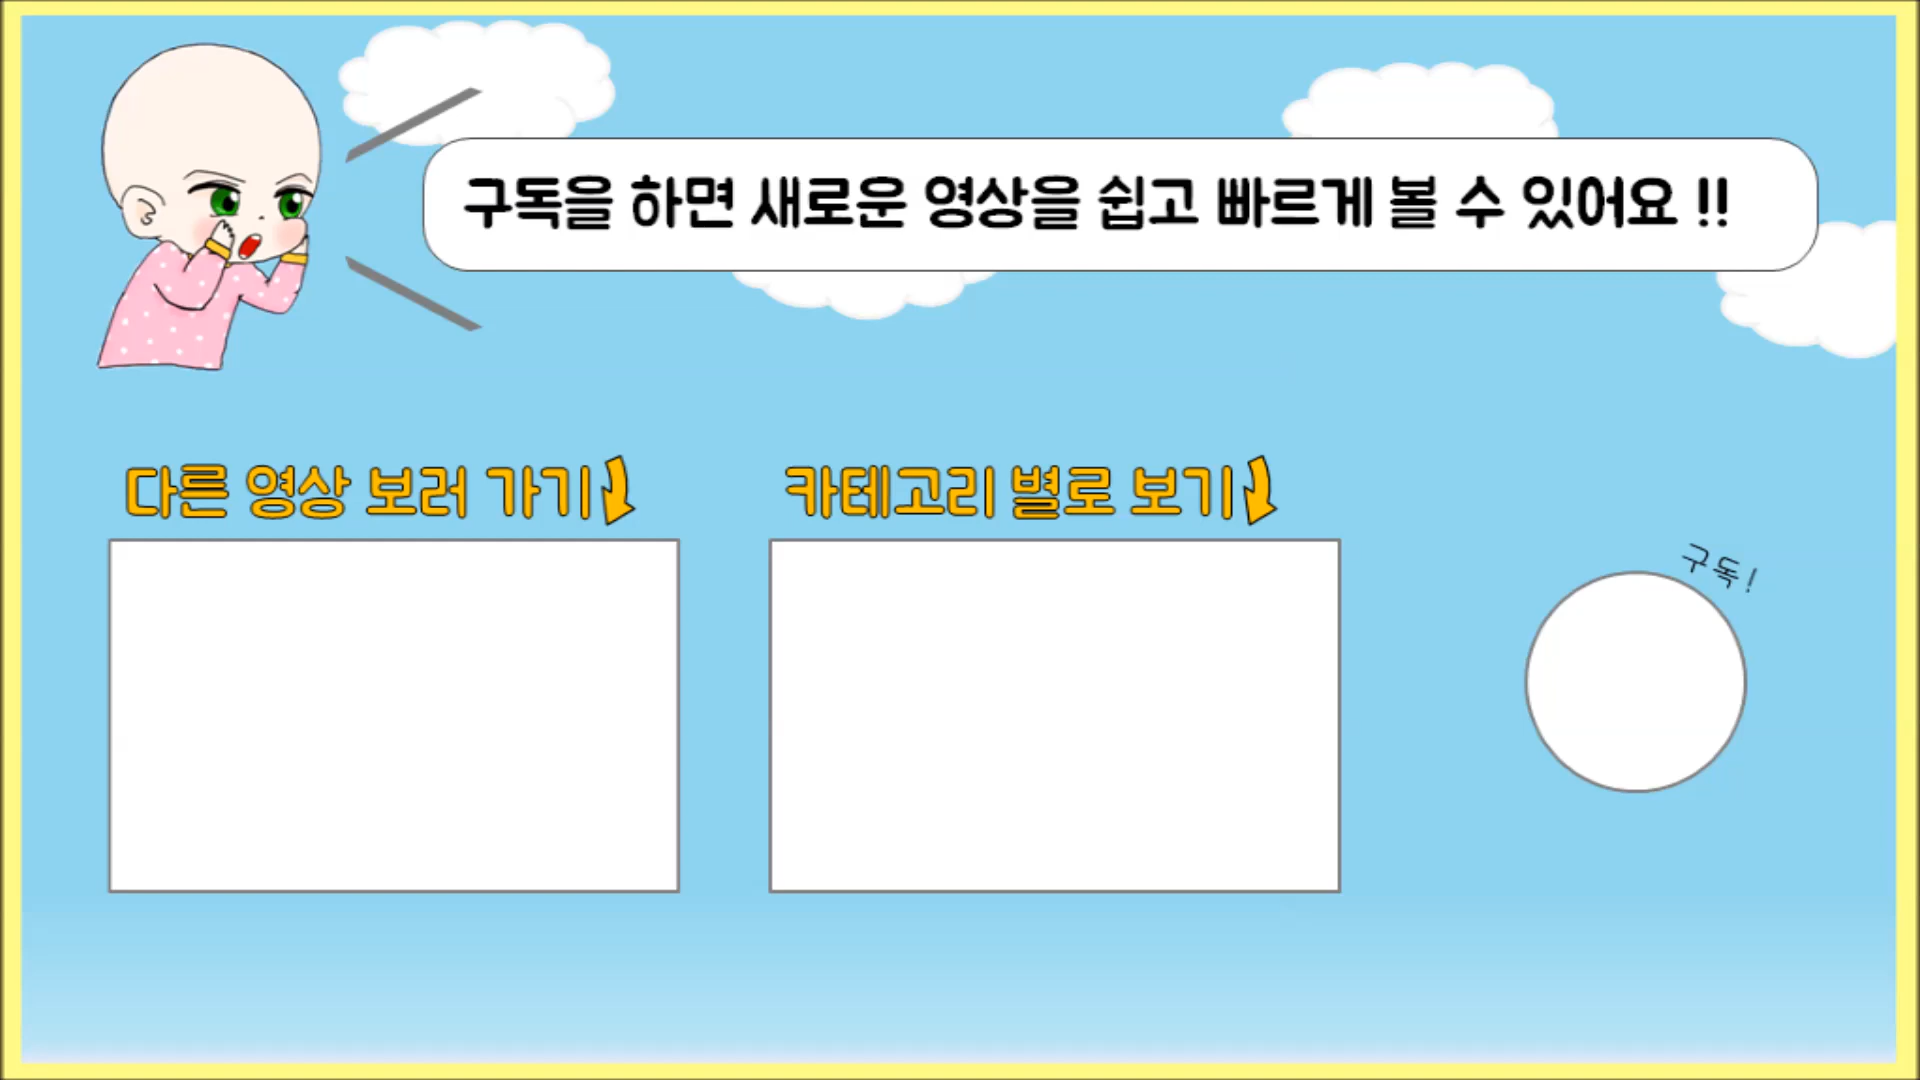 구독을 하면 새로운 영상을 쉽고 빠르게 볼 수 있어요 !!
다른 영상 보러 가기
카테고리 별로 보기
구독!